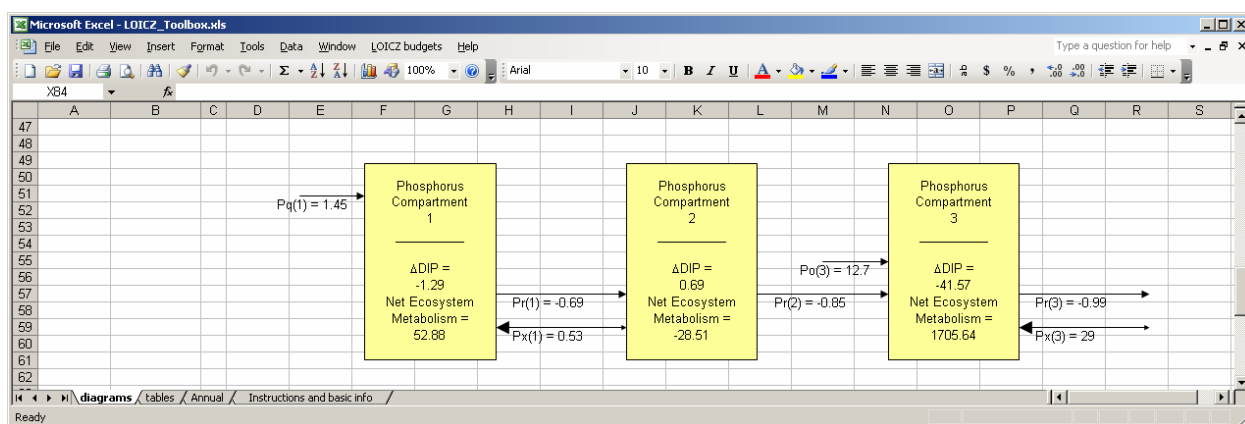 Microsoft Excel - LOICZ_Toolbox.xls
File Edit View Insert Format Tools Data Window LOICZ budgets Help Type a question for help
100% Arial 10 B I U A $ % ,
X84 fx
A B C D E F G H I J K L M N O P Q R S
47
48
49
50
51
52
53
54
55
56
57
58
59
60
61
62
Pq(1) = 1.45
Phosphorus
Compartment
1
ΔDIP =
-1.29
Net Ecosystem
Metabolism =
52.88
Pr(1) = -0.69
Px(1) = 0.53
Phosphorus
Compartment
2
ΔDIP =
0.69
Net Ecosystem
Metabolism =
-28.51
Po(3) = 12.7
Pr(2) = -0.85
Phosphorus
Compartment
3
ΔDIP =
-41.57
Net Ecosystem
Metabolism =
1705.64
Pr(3) = -0.99
Px(3) = 29
diagrams / tables / Annual / Instructions and basic info /
Ready